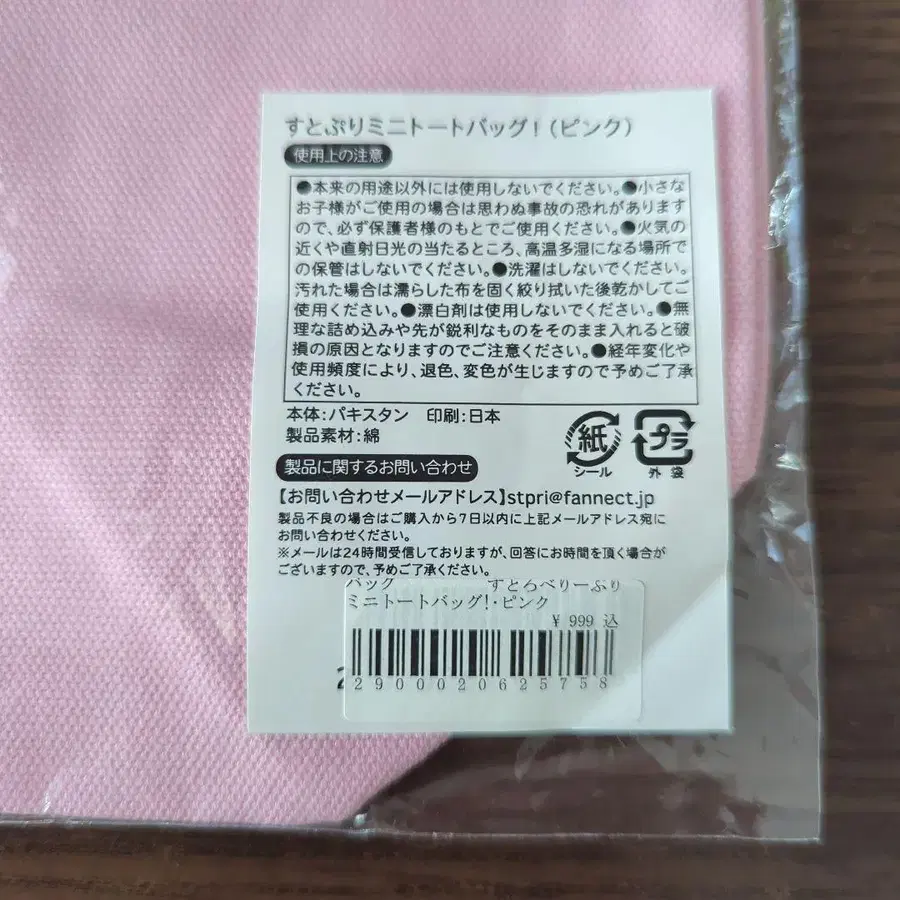 すとぷりミニトートバッグ！（ピンク）
使用上の注意
●本来の用途以外には使用しないでください。●小さな
お子様がご使用の場合は思わぬ事故の恐れがあります
ので、必ず保護者様のもとでご使用ください。●火気の
近くや直射日光の当たるところ、高温多湿になる場所で
の保管はしないでください。●洗濯はしないでください。
汚れた場合は濡らした布を固く絞り拭いた後乾かしてご
使用ください。●漂白剤は使用しないでください。●無
理な詰め込みや先が鋭利なものをそのまま入れると破
損の原因となりますのでご注意ください。●経年変化や
使用頻度により、退色、変色が生じますので予めご了承
ください。
本体：パキスタン 印刷：日本
製品素材：綿
紙
シール
プラ
外袋
製品に関するお問い合わせ
【お問い合わせメールアドレス】stpri@fannect.jp
製品不良の場合はご購入から7日以内に上記メールアドレス宛に
お問い合わせください。
※メールは24時間受信しておりますが、回答にお時間を頂く場合が
ございますので、予めご了承ください。
バッグ すとろべりーぷり
ミニトートバッグ!・ピンク
¥ 999 込
2900020625758